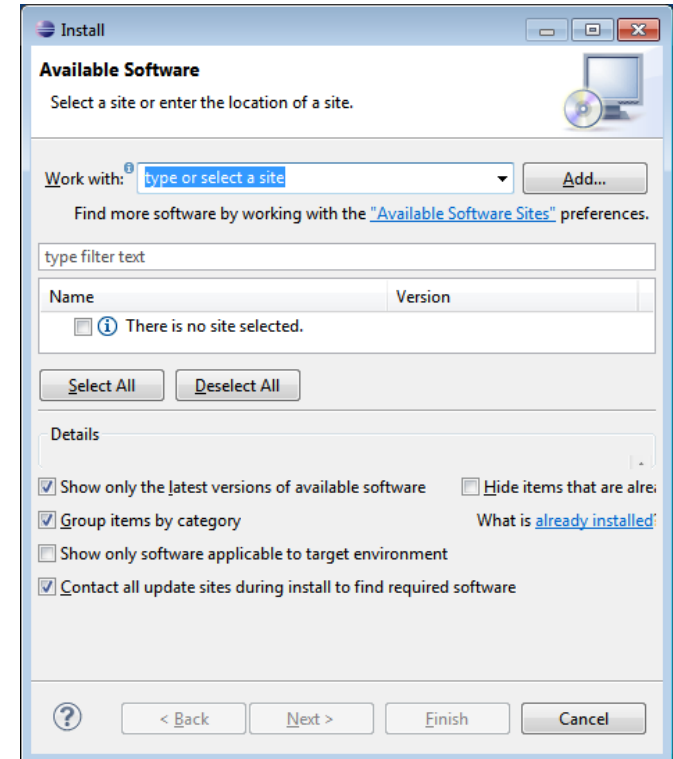 Install
Available Software
Select a site or enter the location of a site.
Work with: type or select a site Add...
Find more software by working with the "Available Software Sites" preferences.
type filter text
Name Version
There is no site selected.
Select All Deselect All
Details
Show only the latest versions of available software Hide items that are alrea
Group items by category What is already installed?
Show only software applicable to target environment
Contact all update sites during install to find required software
< Back Next > Finish Cancel